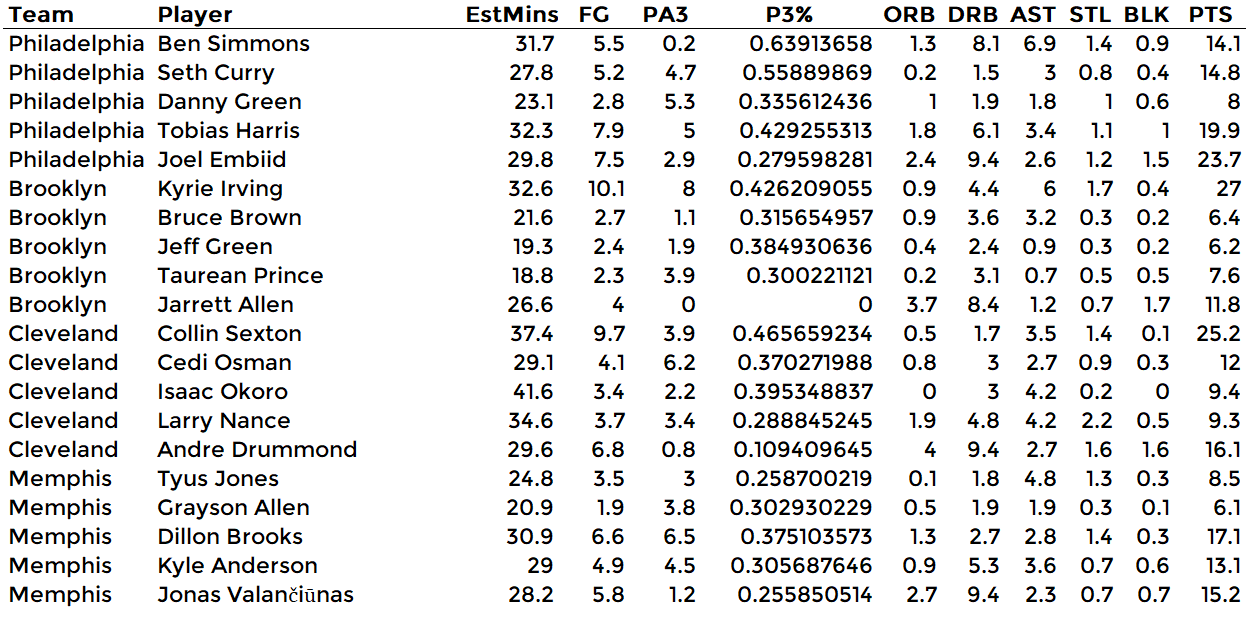 Team Player EstMins FG PA3 P3% ORB DRB AST STL BLK PTS
Philadelphia Ben Simmons 31.7 5.5 0.2 0.63913658 1.3 8.1 6.9 1.4 0.9 14.1
Philadelphia Seth Curry 27.8 5.2 4.7 0.55889869 0.2 1.5 3 0.8 0.4 14.8
Philadelphia Danny Green 23.1 2.8 5.3 0.335612436 1 1.9 1.8 1 0.6 8
Philadelphia Tobias Harris 32.3 7.9 5 0.429255313 1.8 6.1 3.4 1.1 1 19.9
Philadelphia Joel Embiid 29.8 7.5 2.9 0.279598281 2.4 9.4 2.6 1.2 1.5 23.7
Brooklyn Kyrie Irving 32.6 10.1 8 0.426209055 0.9 4.4 6 1.7 0.4 27
Brooklyn Bruce Brown 21.6 2.7 1.1 0.315654957 0.9 3.6 3.2 0.3 0.2 6.4
Brooklyn Jeff Green 19.3 2.4 1.9 0.384930636 0.4 2.4 0.9 0.3 0.2 6.2
Brooklyn Taurean Prince 18.8 2.3 3.9 0.300221121 0.2 3.1 0.7 0.5 0.5 7.6
Brooklyn Jarrett Allen 26.6 4 0 0 3.7 8.4 1.2 0.7 1.7 11.8
Cleveland Collin Sexton 37.4 9.7 3.9 0.465659234 0.5 1.7 3.5 1.4 0.1 25.2
Cleveland Cedi Osman 29.1 4.1 6.2 0.370271988 0.8 3 2.7 0.9 0.3 12
Cleveland Isaac Okoro 41.6 3.4 2.2 0.395348837 0 3 4.2 0.2 0 9.4
Cleveland Larry Nance 34.6 3.7 3.4 0.288845245 1.9 4.8 4.2 2.2 0.5 9.3
Cleveland Andre Drummond 29.6 6.8 0.8 0.109409645 4 9.4 2.7 1.6 1.6 16.1
Memphis Tyus Jones 24.8 3.5 3 0.258700219 0.1 1.8 4.8 1.3 0.3 8.5
Memphis Grayson Allen 20.9 1.9 3.8 0.302930229 0.5 1.9 1.9 0.3 0.1 6.1
Memphis Dillon Brooks 30.9 6.6 6.5 0.375103573 1.3 2.7 2.8 1.4 0.3 17.1
Memphis Kyle Anderson 29 4.9 4.5 0.305687646 0.9 5.3 3.6 0.7 0.6 13.1
Memphis Jonas Valančiūnas 28.2 5.8 1.2 0.255850514 2.7 9.4 2.3 0.7 0.7 15.2